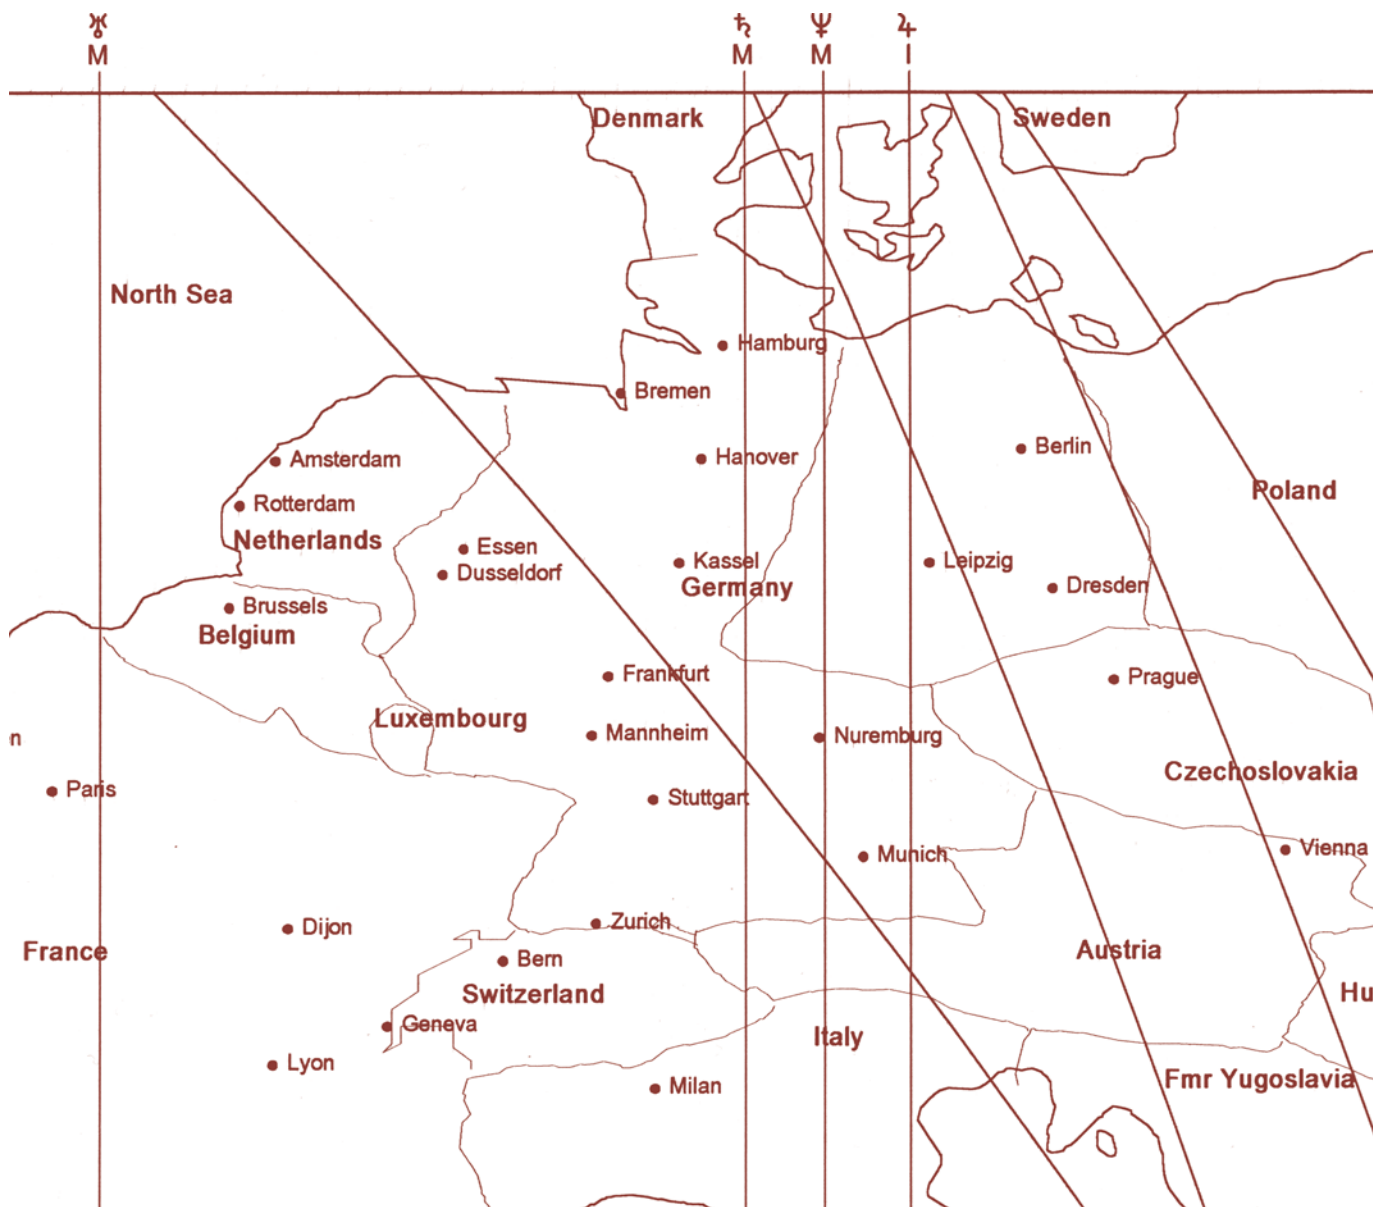 ♅ ♄ ♆ ♃
M M M I
Denmark
Sweden
North Sea
Hamburg
Bremen
Berlin
Amsterdam
Hanover
Poland
Rotterdam
Netherlands
Essen
Kassel
Leipzig
Dusseldorf
Germany
Dresden
Brussels
Belgium
Frankfurt
Prague
Luxembourg
Mannheim
Nuremburg
n
Czechoslovakia
Paris
Stuttgart
Vienna
Munich
Dijon
Zurich
France
Austria
Bern
Switzerland
Hu
Geneva
Italy
Lyon
Milan
Fmr Yugoslavia